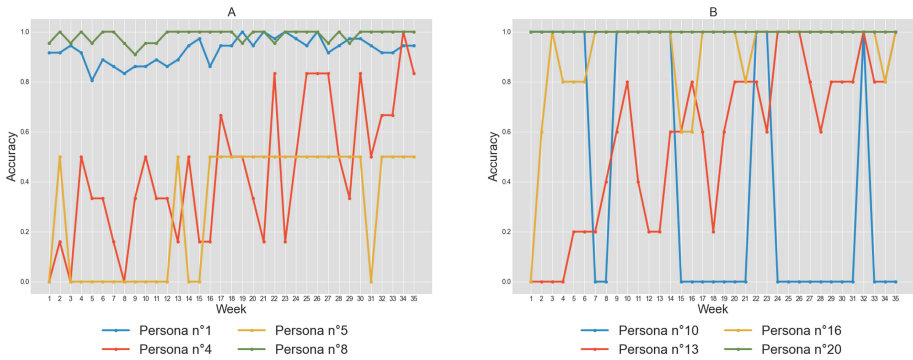 A
B
1.0
0.8
0.6
0.4
0.2
0.0
Accuracy
1 2 3 4 5 6 7 8 9 10 11 12 13 14 15 16 17 18 19 20 21 22 23 24 25 26 27 28 29 30 31 32 33 34 35
Week
Persona n°1
Persona n°5
Persona n°4
Persona n°8
1.0
0.8
0.6
0.4
0.2
0.0
Accuracy
1 2 3 4 5 6 7 8 9 10 11 12 13 14 15 16 17 18 19 20 21 22 23 24 25 26 27 28 29 30 31 32 33 34 35
Week
Persona n°10
Persona n°16
Persona n°13
Persona n°20